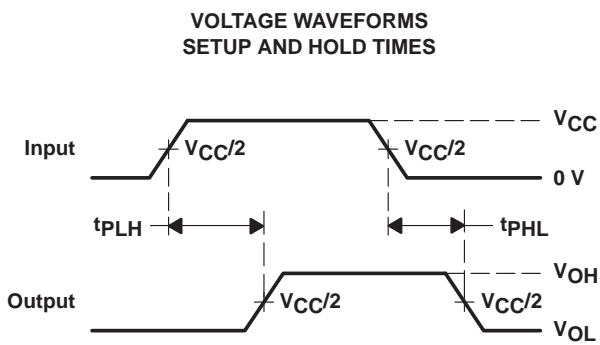 VOLTAGE WAVEFORMS
SETUP AND HOLD TIMES
VCC
Input
VCC/2
VCC/2
0 V
tPLH
tPHL
VOH
Output
VCC/2
VCC/2
VOL